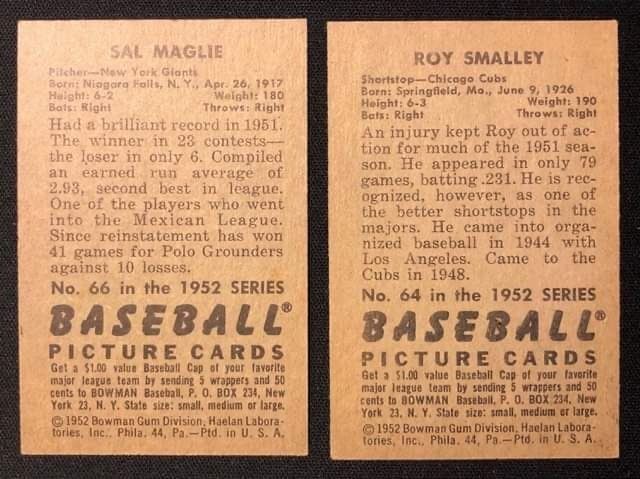 SAL MAGLIE
Pitcher—New York Giants
Born: Niagara Falls, N. Y., Apr. 26, 1917
Height: 6-2 Weight: 180
Bats: Right Throws: Right
Had a brilliant record in 1951.
The winner in 23 contests—
the loser in only 6. Compiled
an earned run average of
2.93, second best in league.
One of the players who went
into the Mexican League.
Since reinstatement has won
41 games for Polo Grounders
against 10 losses.
No. 66 in the 1952 SERIES
BASEBALL®
PICTURE CARDS
Get a $1.00 value Baseball Cap of your favorite
major league team by sending 5 wrappers and 50
cents to BOWMAN Baseball, P. O. BOX 234, New
York 23, N. Y. State size: small, medium or large.
© 1952 Bowman Gum Division, Haelan Labora-
tories, Inc., Phila. 44, Pa.—Ptd. in U. S. A.
ROY SMALLEY
Shortstop—Chicago Cubs
Born: Springfield, Mo., June 9, 1926
Height: 6-3 Weight: 190
Bats: Right Throws: Right
An injury kept Roy out of ac-
tion for much of the 1951 sea-
son. He appeared in only 79
games, batting .231. He is rec-
ognized, however, as one of
the better shortstops in the
majors. He came into orga-
nized baseball in 1944 with
Los Angeles. Came to the
Cubs in 1948.
No. 64 in the 1952 SERIES
BASEBALL®
PICTURE CARDS
Get a $1.00 value Baseball Cap of your favorite
major league team by sending 5 wrappers and 50
cents to BOWMAN Baseball, P. O. BOX 234, New
York 23, N. Y. State size: small, medium or large.
© 1952 Bowman Gum Division, Haelan Labora-
tories, Inc., Phila. 44, Pa.—Ptd. in U. S. A.